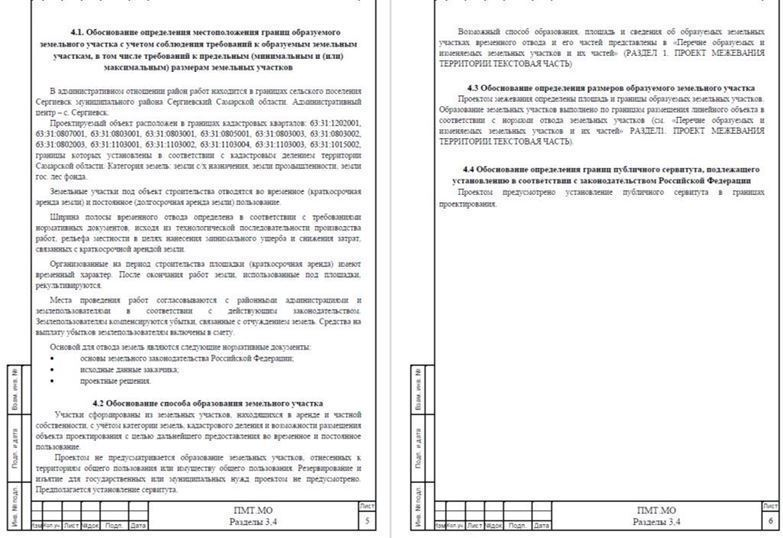 4.1. Обоснование определения местоположения границ образуемого
земельного участка с учетом соблюдения требований к образуемым земельным
участкам, в том числе требований к предельным (минимальным и (или)
максимальным) размерам земельных участков
В административном отношении район работ находится в границах сельского поселения
Сергиевск муниципального района Сергиевский Самарской области. Административный
центр – с. Сергиевск.
Проектируемый объект расположен в границах кадастровых кварталов: 63:31:1202001,
63:31:0807001, 63:31:0803001, 63:31:0803001, 63:31:0805001, 63:31:0803003, 63:31:0803002,
63:31:0802003, 63:31:1103001, 63:31:1103002, 63:31:1103004, 63:31:1103003, 63:31:1015002,
границы которых установлены в соответствии с кадастровым делением территории
Самарской области. Категория земель: земли с/х назначения, земли промышленности, земли
гос. лес фонда.
Земельные участки под объект строительства отводятся во временное (краткосрочная
аренда земли) и постоянное (долгосрочная аренда земли) пользование.
Ширина полосы временного отвода определена в соответствии с требованиями
нормативных документов, исходя из технологической последовательности производства
работ, рельефа местности в целях нанесения минимального ущерба и снижения затрат,
связанных с краткосрочной арендой земли.
Организованные на период строительства площадки (краткосрочная аренда) имеют
временный характер. После окончания работ земли, использованные под площадки,
рекультивируются.
Места проведения работ согласовываются с районными администрациями и
землепользователями в соответствии с действующим законодательством.
Землепользователям компенсируются убытки, связанные с отчуждением земель. Средства на
выплату убытков землепользователям включены в смету.
Основой для отвода земель являются следующие нормативные документы:
• основы земельного законодательства Российской Федерации;
• исходные данные заказчика;
• проектные решения.
4.2 Обоснование способа образования земельного участка
Участки сформированы из земельных участков, находящихся в аренде и частной
собственности, с учётом категории земель, кадастрового деления и возможности размещения
объекта проектирования с целью дальнейшего предоставления во временное и постоянное
пользование.
Проектом не предусматривается образование земельных участков, отнесенных к
территориям общего пользования или имуществу общего пользования. Резервирование и
изъятие для государственных или муниципальных нужд проектом не предусмотрено.
Предполагается установление сервитута.
Взам. инв. №
Подп. и дата
Инв. № подл.
Изм Кол.уч. Лист №док. Подп. Дата
ПМТ.МО
Разделы 3,4
Лист
5
Возможный способ образования, площадь и сведения об образуемых земельных
участках временного отвода и его частей представлены в «Перечне образуемых и
изменяемых земельных участков и их частей» (РАЗДЕЛ 1. ПРОЕКТ МЕЖЕВАНИЯ
ТЕРРИТОРИИ ТЕКСТОВАЯ ЧАСТЬ)
4.3 Обоснование определения размеров образуемого земельного участка
Проектом межевания определены площадь и границы образуемых земельных участков.
Образование земельных участков выполнено по границам размещения линейного объекта в
соответствии с нормами отвода земельных участков (см. «Перечне образуемых и
изменяемых земельных участков и их частей» РАЗДЕЛ1. ПРОЕКТ МЕЖЕВАНИЯ
ТЕРРИТОРИИ ТЕКСТОВАЯ ЧАСТЬ).
4.4 Обоснование определения границ публичного сервитута, подлежащего
установлению в соответствии с законодательством Российской Федерации
Проектом предусмотрено установление публичного сервитута в границах
проектирования.
Взам. инв. №
Подп. и дата
Инв. № подл.
Изм Кол.уч. Лист №док. Подп. Дата
ПМТ.МО
Разделы 3,4
Лист
6